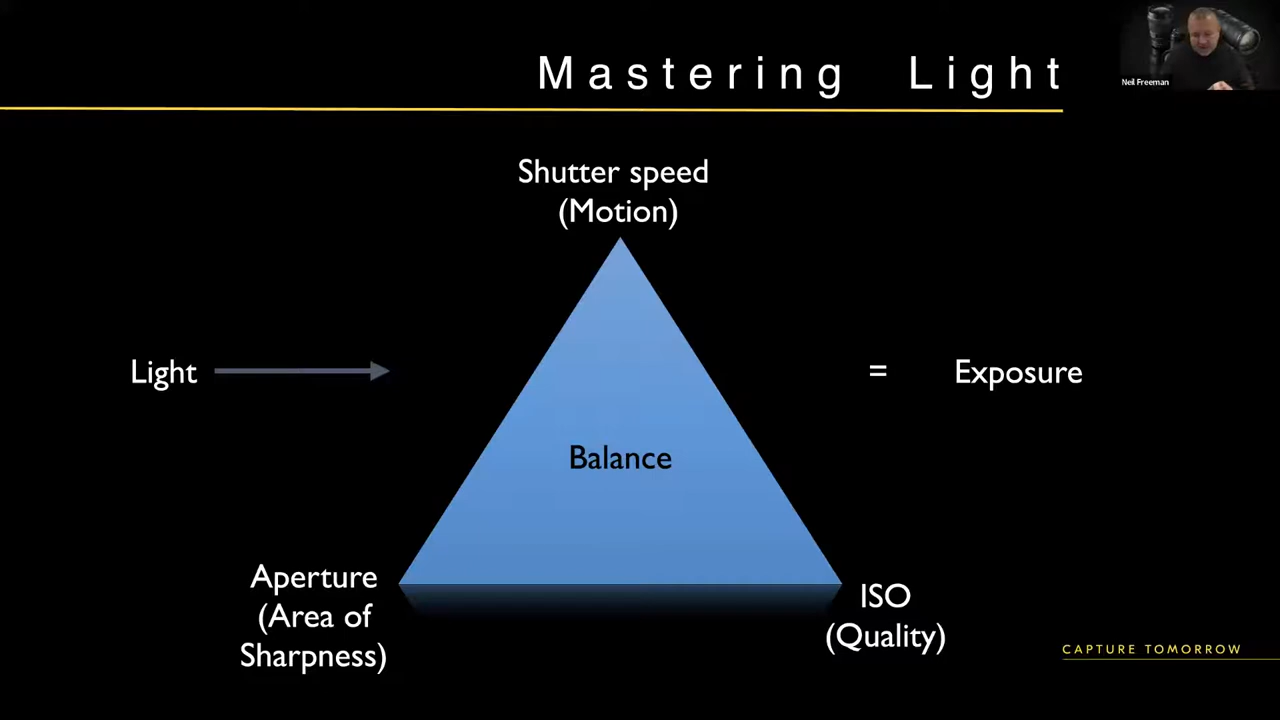 Mastering Light
Neil Freeman
Shutter speed
(Motion)
Light
= Exposure
Balance
Aperture
(Area of
Sharpness)
ISO
(Quality)
CAPTURE TOMORROW